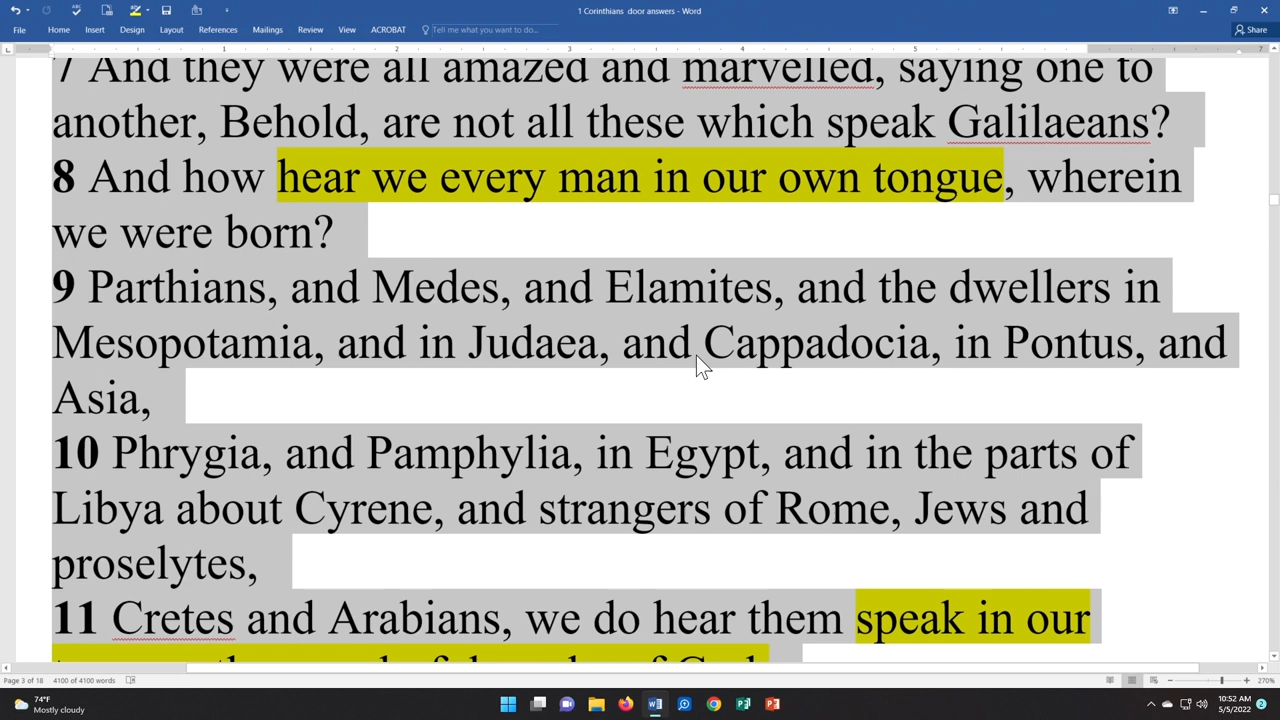 1 Corinthians door answers - Word
File Home Insert Design Layout References Mailings Review View ACROBAT Tell me what you want to do... Share
1 2 3 4 5 7
7 And they were all amazed and marvelled, saying one to
another, Behold, are not all these which speak Galilaeans?
8 And how hear we every man in our own tongue, wherein
we were born?
9 Parthians, and Medes, and Elamites, and the dwellers in
Mesopotamia, and in Judaea, and Cappadocia, in Pontus, and
Asia,
10 Phrygia, and Pamphylia, in Egypt, and in the parts of
Libya about Cyrene, and strangers of Rome, Jews and
proselytes,
11 Cretes and Arabians, we do hear them speak in our
Page 3 of 18 4100 of 4100 words 270%
74°F
Mostly cloudy
10:52 AM
5/5/2022